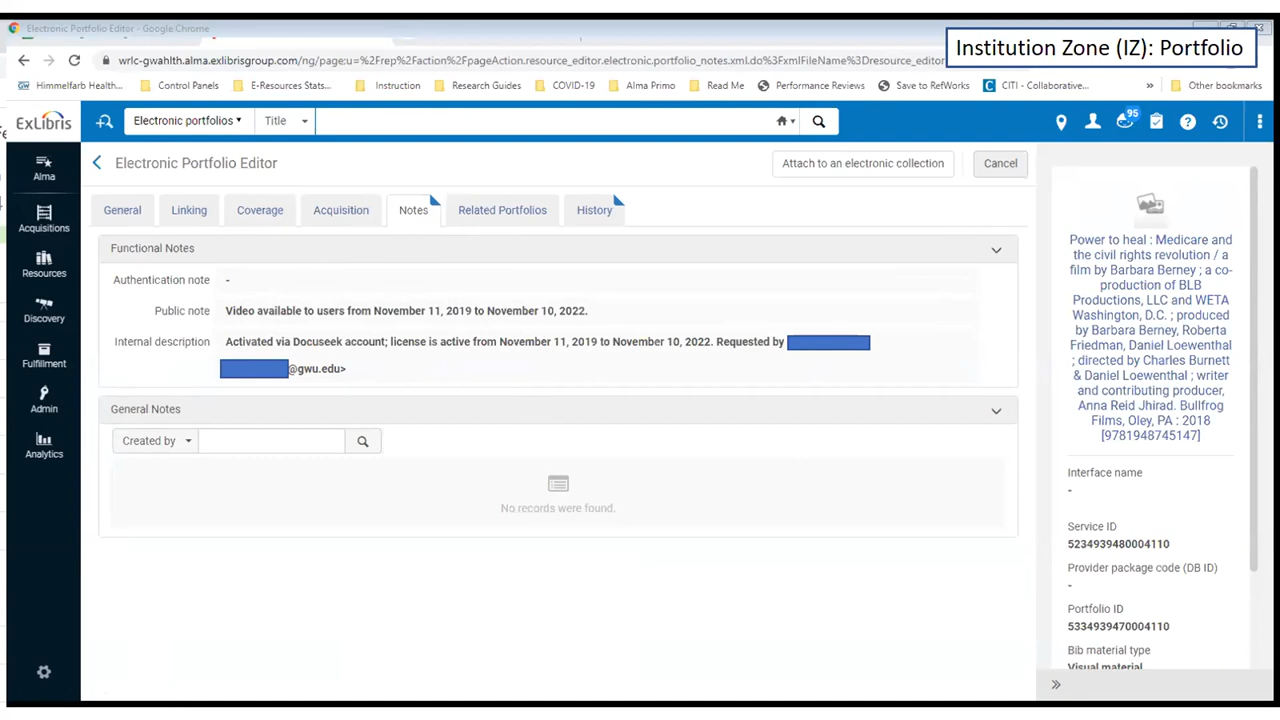 Electronic Portfolio Editor - Google Chrome
Institution Zone (IZ): Portfolio
wrlc-gwahlth.alma.exlibrisgroup.com/ng/page;u=%2Frep%2Faction%2FpageAction.resource_editor.electronic.portfolio_notes.xml.do%3FxmlFileName%3Dresource_editor
Himmelfarb Health... Control Panels E-Resources Stats... Instruction Research Guides COVID-19 Alma Primo Read Me Performance Reviews Save to RefWorks CITI - Collaborative... » Other bookmarks
ExLibris Electronic portfolios Title 95
Electronic Portfolio Editor Attach to an electronic collection Cancel
Alma
Acquisitions
Resources
Discovery
Fulfillment
Admin
Analytics
General Linking Coverage Acquisition Notes Related Portfolios History
Functional Notes
Authentication note -
Public note Video available to users from November 11, 2019 to November 10, 2022.
Internal description Activated via Docuseek account; license is active from November 11, 2019 to November 10, 2022. Requested by
@gwu.edu>
General Notes
Created by
No records were found.
Power to heal : Medicare and
the civil rights revolution / a
film by Barbara Berney ; a co-
production of BLB
Productions, LLC and WETA
Washington, D.C. ; produced
by Barbara Berney, Roberta
Friedman, Daniel Loewenthal
; directed by Charles Burnett
& Daniel Loewenthal ; writer
and contributing producer,
Anna Reid Jhirad. Bullfrog
Films, Oley, PA : 2018
[9781948745147]
Interface name
-
Service ID
5234939480004110
Provider package code (DB ID)
-
Portfolio ID
5334939470004110
Bib material type
Visual material